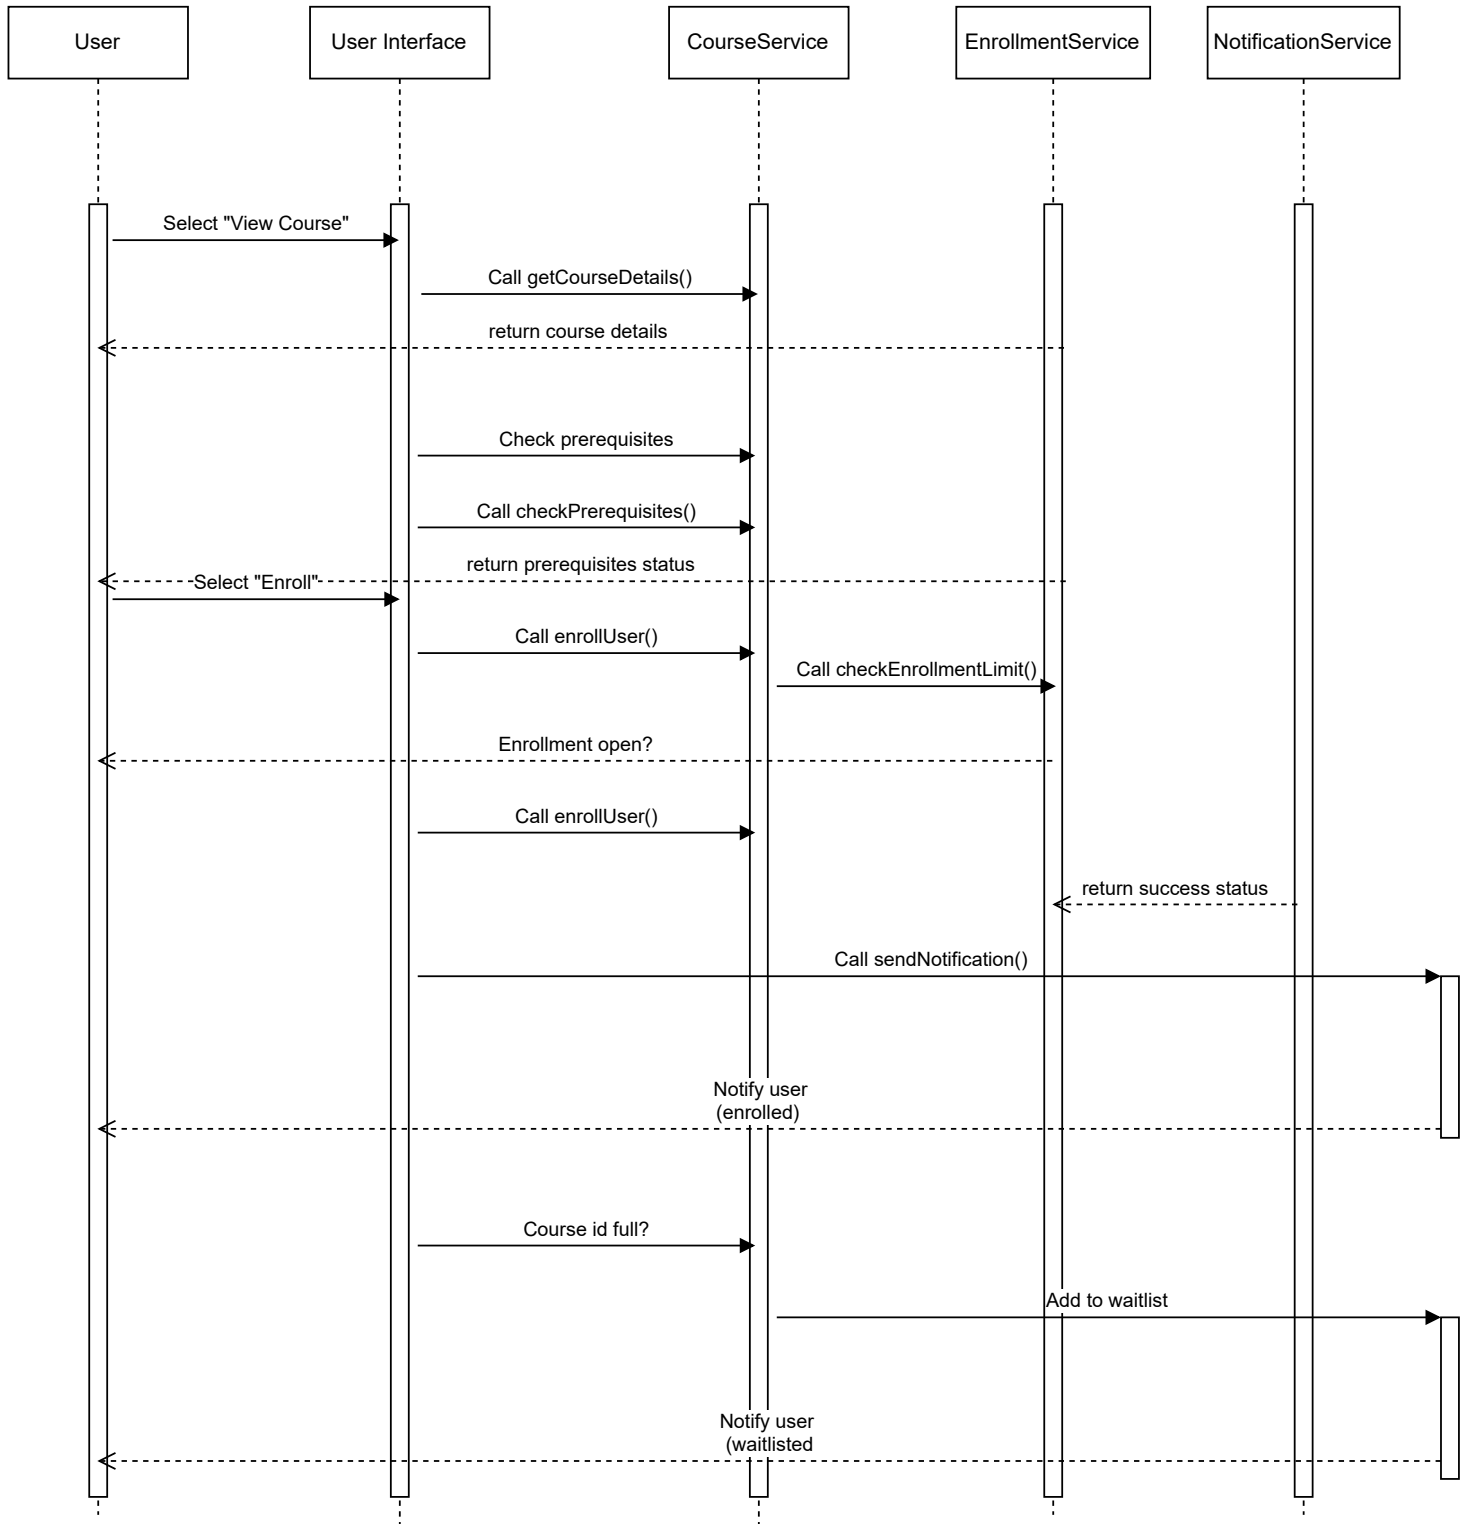 User
User Interface
CourseService
EnrollmentService
NotificationService
Select "View Course"
Call getCourseDetails()
return course details
Check prerequisites
Call checkPrerequisites()
return prerequisites status
Select "Enroll"
Call enrollUser()
Call checkEnrollmentLimit()
Enrollment open?
Call enrollUser()
return success status
Call sendNotification()
Notify user
(enrolled)
Course id full?
Add to waitlist
Notify user
(waitlisted